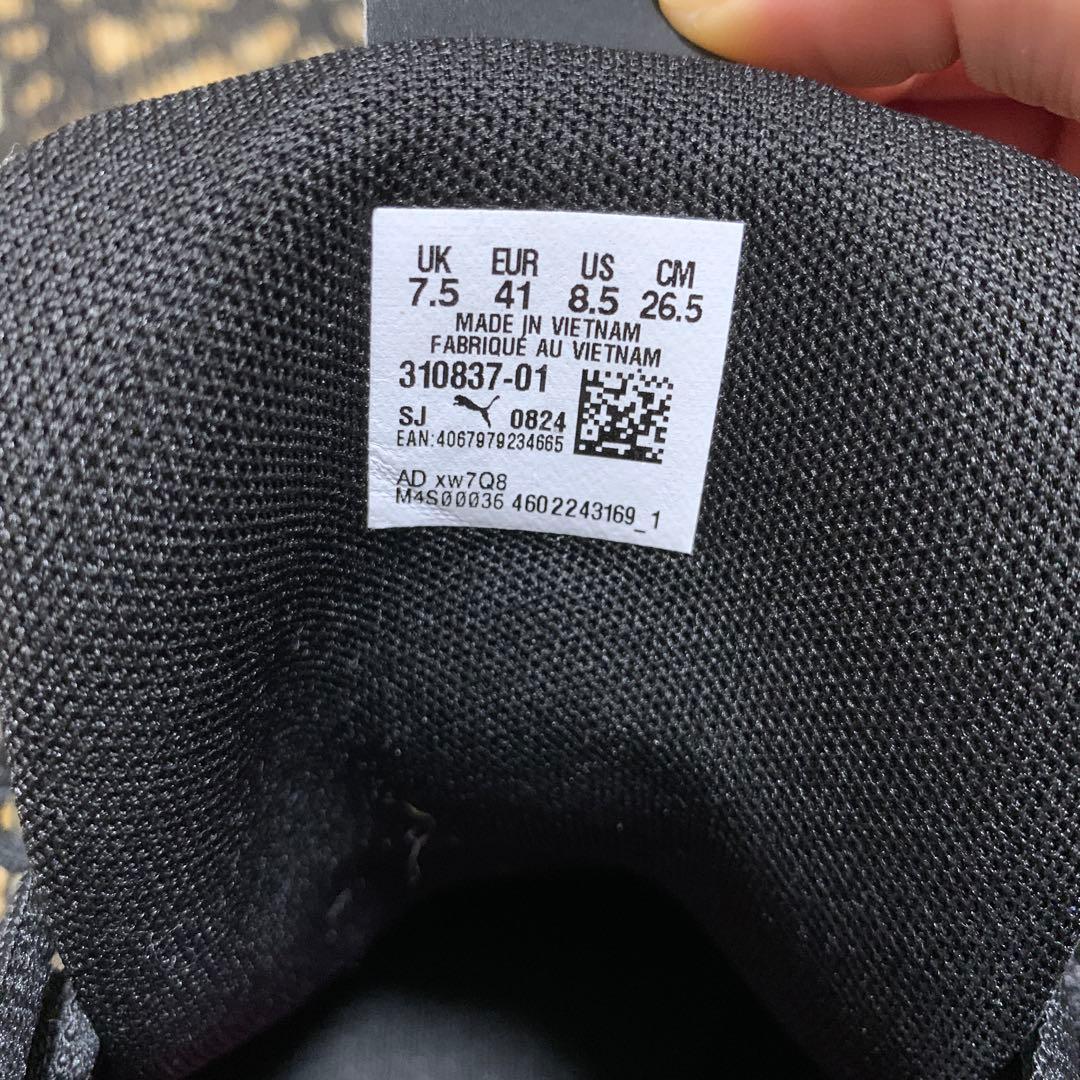 UK EUR US CM
7.5 41 8.5 26.5
MADE IN VIETNAM
FABRIQUÉ AU VIETNAM
310837-01
SJ 0824
EAN:4067979234665
AD xw7Q8
M4S00036 4602243169_1